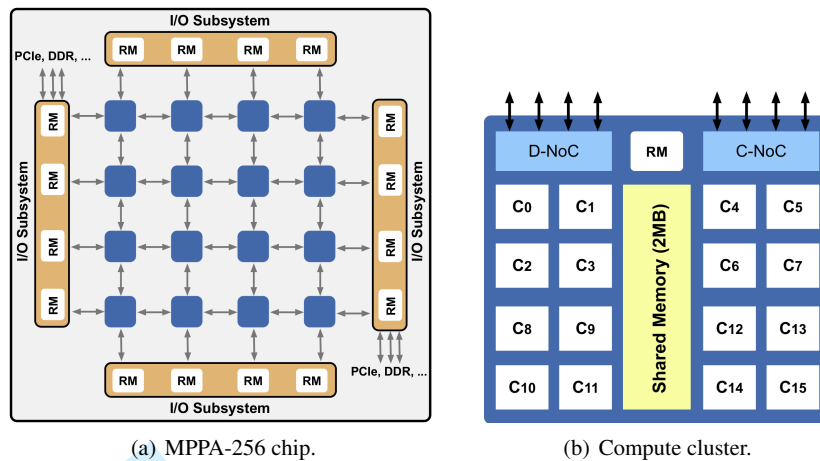 I/O Subsystem
RM RM RM RM
PCIe, DDR, ...
RM
RM
RM
RM
I/O Subsystem
RM
RM
RM
RM
I/O Subsystem
PCIe, DDR, ...
RM RM RM RM
I/O Subsystem
(a) MPPA-256 chip.
D-NoC RM C-NoC
C0 C1 C4 C5
C2 C3 C6 C7
C8 C9 C12 C13
C10 C11 C14 C15
Shared Memory (2MB)
(b) Compute cluster.